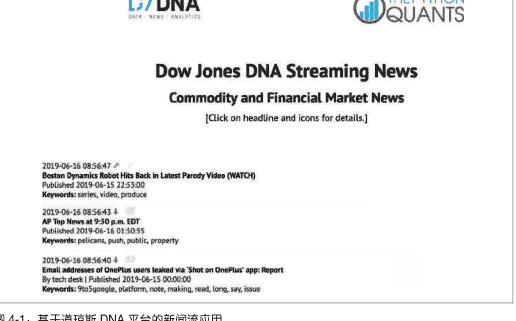 DNA
DATA · NEWS · ANALYTICS
THE PYTHON
QUANTS
Dow Jones DNA Streaming News
Commodity and Financial Market News
[Click on headline and icons for details.]
2019-06-16 08:56:47
Boston Dynamics Robot Hits Back in Latest Parody Video (WATCH)
Published 2019-06-15 22:53:00
Keywords: series, video, produce
2019-06-16 08:56:43
AP Top News at 9:50 p.m. EDT
Published 2019-06-16 01:50:35
Keywords: pelicans, push, public, property
2019-06-16 08:56:40
Email addresses of OnePlus users leaked via 'Shot on OnePlus' app: Report
By tech desk | Published 2019-06-15 00:00:00
Keywords: 9to5google, platform, note, making, read, long, say, issue
图 4-1：基于道琼斯 DNA 平台的新闻流应用